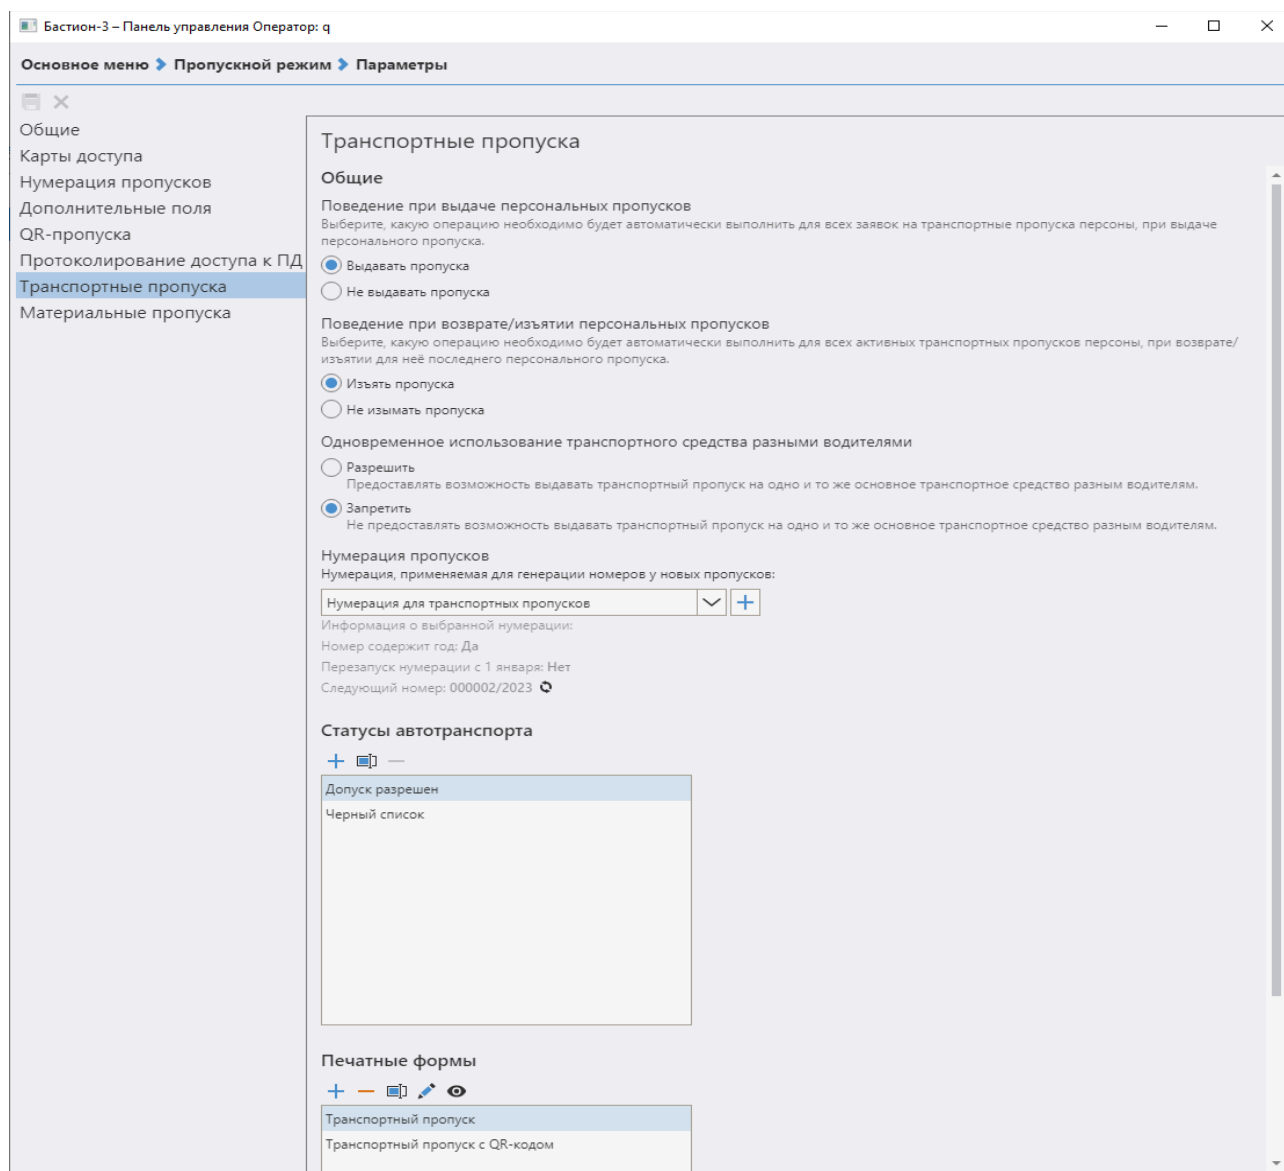 Бастион-3 – Панель управления Оператор: q
Основное меню Пропускной режим Параметры
Общие
Карты доступа
Нумерация пропусков
Дополнительные поля
QR-пропуска
Протоколирование доступа к ПД
Транспортные пропуска
Материальные пропуска
Транспортные пропуска
Общие
Поведение при выдаче персональных пропусков
Выберите, какую операцию необходимо будет автоматически выполнить для всех заявок на транспортные пропуска персоны, при выдаче
персонального пропуска.
Выдавать пропуска
Не выдавать пропуска
Поведение при возврате/изъятии персональных пропусков
Выберите, какую операцию необходимо будет автоматически выполнить для всех активных транспортных пропусков персоны, при возврате/
изъятии для неё последнего персонального пропуска.
Изъять пропуска
Не изымать пропуска
Одновременное использование транспортного средства разными водителями
Разрешить
Предоставлять возможность выдавать транспортный пропуск на одно и то же основное транспортное средство разным водителям.
Запретить
Не предоставлять возможность выдавать транспортный пропуск на одно и то же основное транспортное средство разным водителям.
Нумерация пропусков
Нумерация, применяемая для генерации номеров у новых пропусков:
Нумерация для транспортных пропусков
Информация о выбранной нумерации:
Номер содержит год: Да
Перезапуск нумерации с 1 января: Нет
Следующий номер: 000002/2023
Статусы автотранспорта
Допуск разрешен
Черный список
Печатные формы
Транспортный пропуск
Транспортный пропуск с QR-кодом